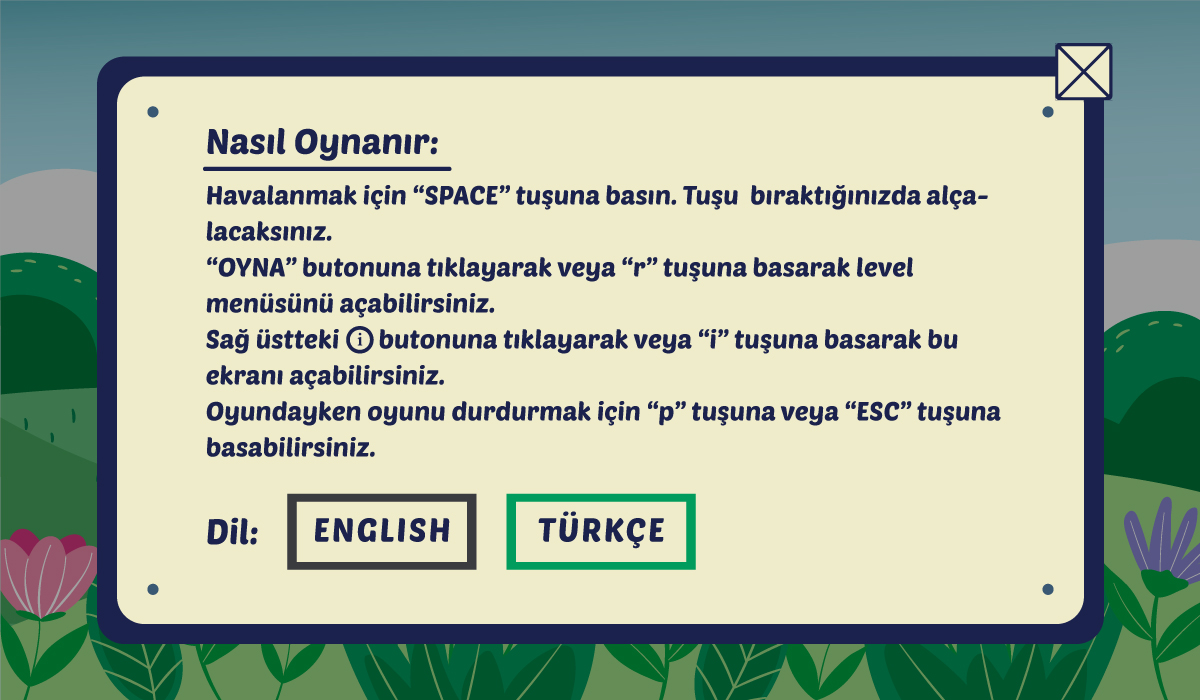 Nasıl Oynanır:
Havalanmak için “SPACE” tuşuna basın. Tuşu  bıraktığınızda alça-
lacaksınız.
“OYNA” butonuna tıklayarak veya “r” tuşuna basarak level
menüsünü açabilirsiniz.
Sağ üstteki i butonuna tıklayarak veya “i” tuşuna basarak bu
ekranı açabilirsiniz.
Oyundayken oyunu durdurmak için “p” tuşuna veya “ESC” tuşuna
basabilirsiniz.
Dil: ENGLISH TÜRKÇE